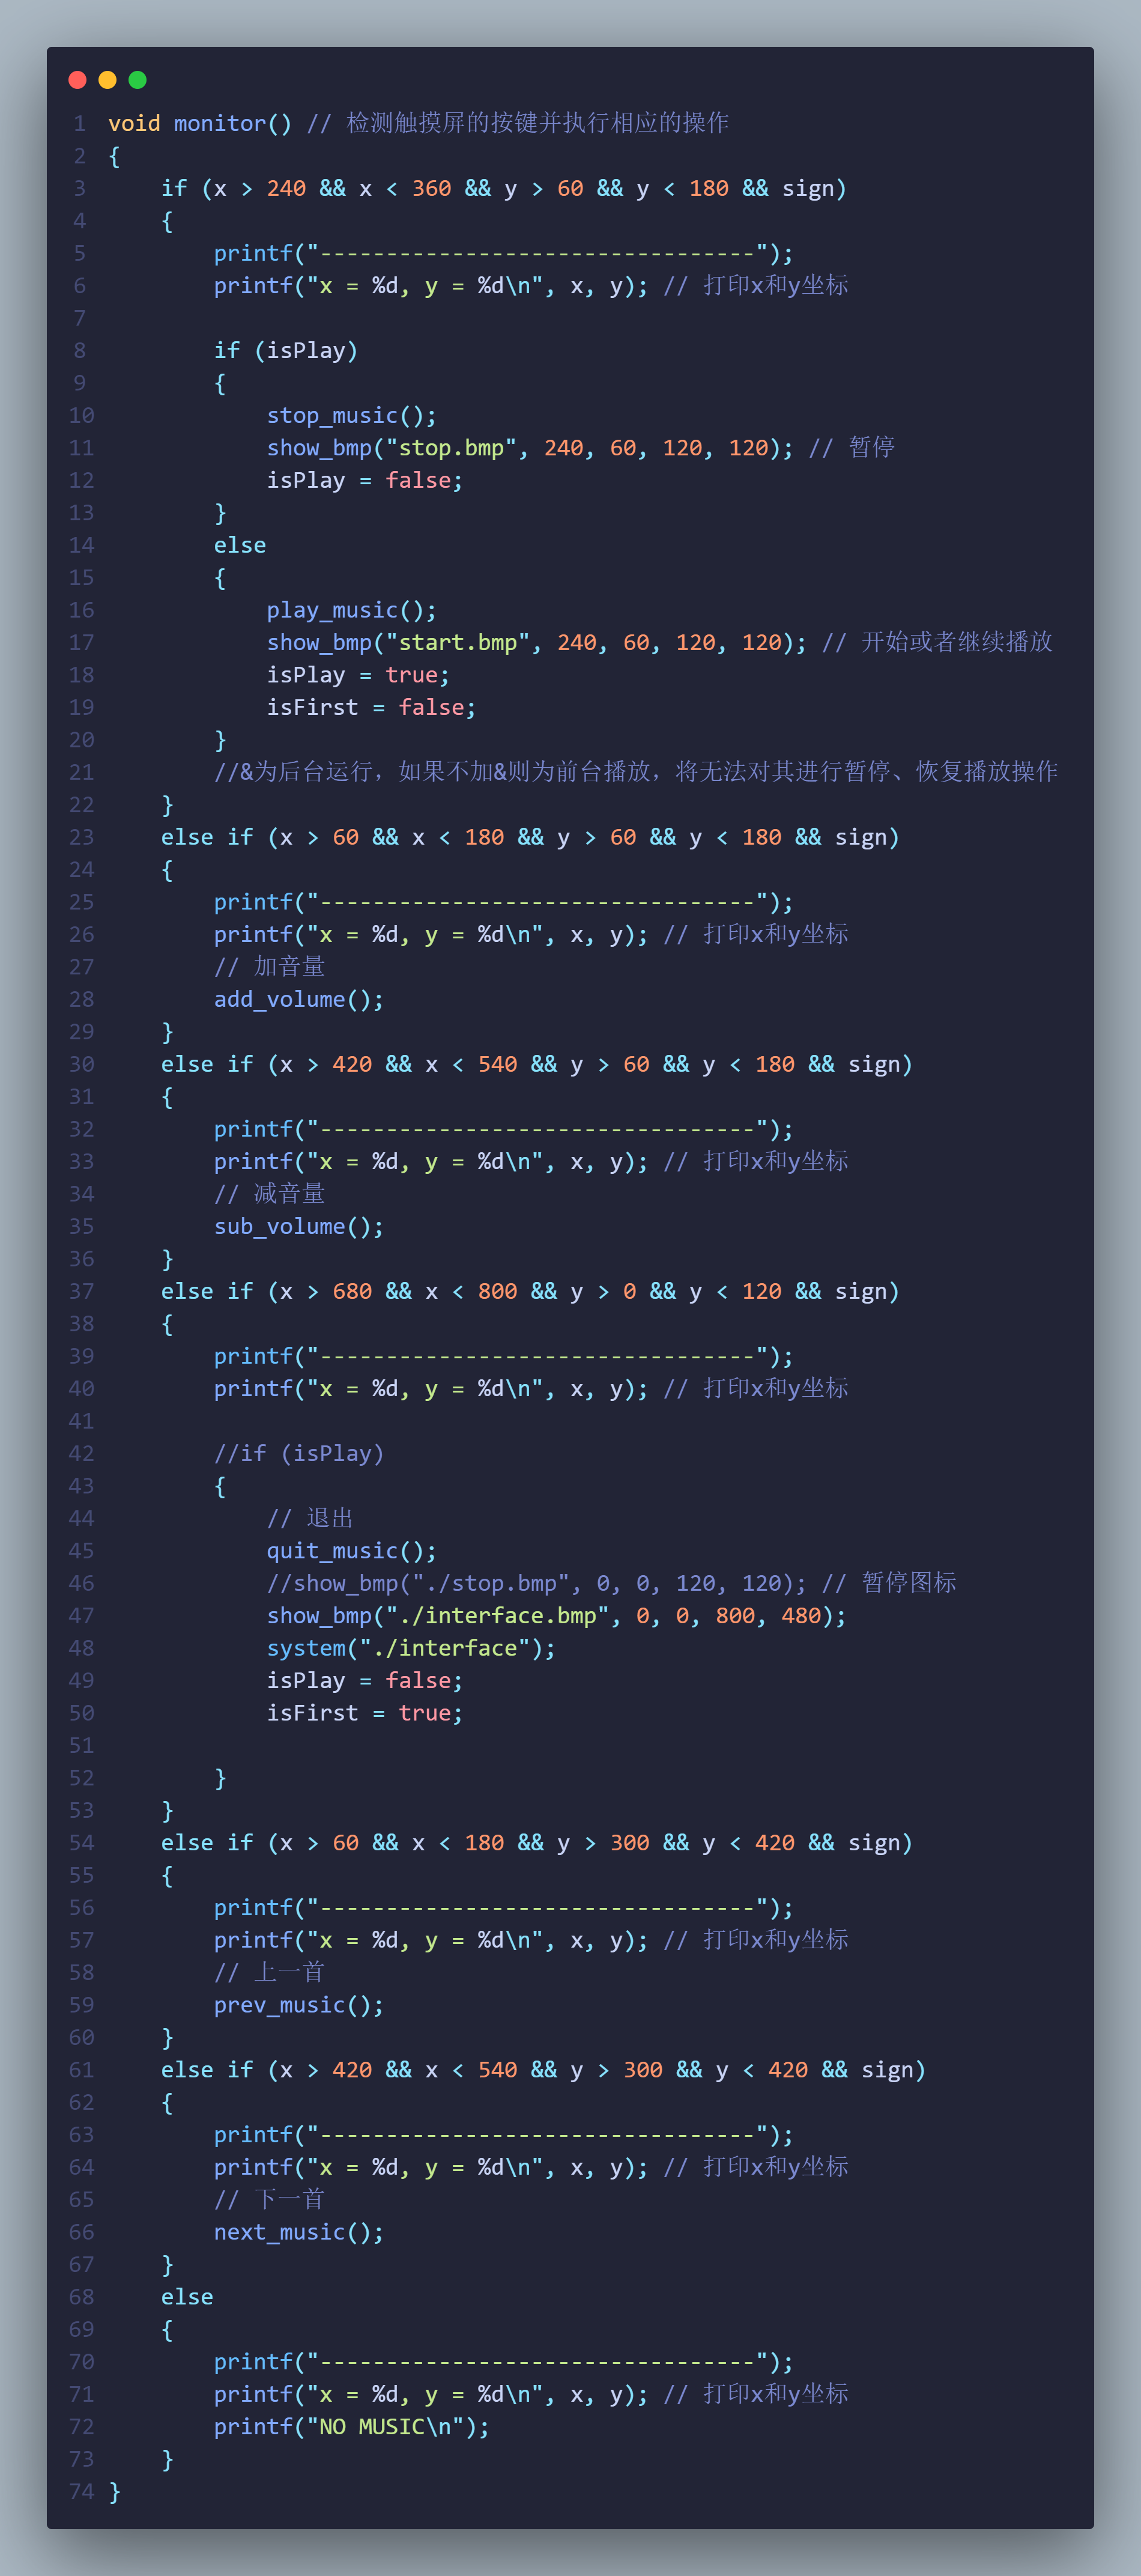 1 void monitor() // 检测触摸屏的按键并执行相应的操作
2 {
3     if (x > 240 && x < 360 && y > 60 && y < 180 && sign)
4     {
5         printf("---------------------------------");
6         printf("x = %d, y = %d\n", x, y); // 打印x和y坐标
7
8         if (isPlay)
9         {
10             stop_music();
11             show_bmp("stop.bmp", 240, 60, 120, 120); // 暂停
12             isPlay = false;
13         }
14         else
15         {
16             play_music();
17             show_bmp("start.bmp", 240, 60, 120, 120); // 开始或者继续播放
18             isPlay = true;
19             isFirst = false;
20         }
21         //&为后台运行，如果不加&则为前台播放，将无法对其进行暂停、恢复播放操作
22     }
23     else if (x > 60 && x < 180 && y > 60 && y < 180 && sign)
24     {
25         printf("---------------------------------");
26         printf("x = %d, y = %d\n", x, y); // 打印x和y坐标
27         // 加音量
28         add_volume();
29     }
30     else if (x > 420 && x < 540 && y > 60 && y < 180 && sign)
31     {
32         printf("---------------------------------");
33         printf("x = %d, y = %d\n", x, y); // 打印x和y坐标
34         // 减音量
35         sub_volume();
36     }
37     else if (x > 680 && x < 800 && y > 0 && y < 120 && sign)
38     {
39         printf("---------------------------------");
40         printf("x = %d, y = %d\n", x, y); // 打印x和y坐标
41
42         //if (isPlay)
43         {
44             // 退出
45             quit_music();
46             //show_bmp("./stop.bmp", 0, 0, 120, 120); // 暂停图标
47             show_bmp("./interface.bmp", 0, 0, 800, 480);
48             system("./interface");
49             isPlay = false;
50             isFirst = true;
51
52         }
53     }
54     else if (x > 60 && x < 180 && y > 300 && y < 420 && sign)
55     {
56         printf("---------------------------------");
57         printf("x = %d, y = %d\n", x, y); // 打印x和y坐标
58         // 上一首
59         prev_music();
60     }
61     else if (x > 420 && x < 540 && y > 300 && y < 420 && sign)
62     {
63         printf("---------------------------------");
64         printf("x = %d, y = %d\n", x, y); // 打印x和y坐标
65         // 下一首
66         next_music();
67     }
68     else
69     {
70         printf("---------------------------------");
71         printf("x = %d, y = %d\n", x, y); // 打印x和y坐标
72         printf("NO MUSIC\n");
73     }
74 }